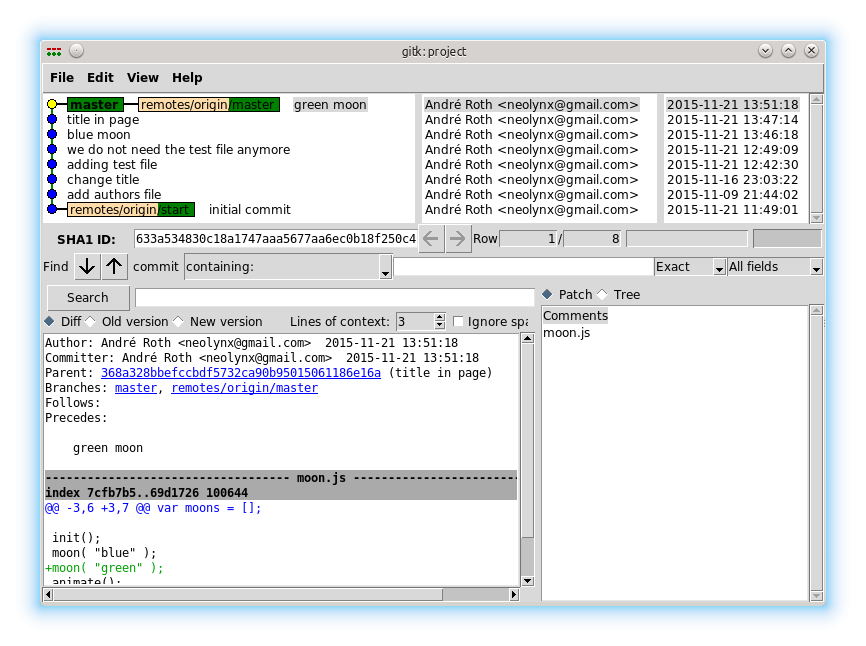 gitk: project
File Edit View Help
master remotes/origin/master green moon André Roth <neolynx@gmail.com> 2015-11-21 13:51:18
title in page André Roth <neolynx@gmail.com> 2015-11-21 13:47:14
blue moon André Roth <neolynx@gmail.com> 2015-11-21 13:46:18
we do not need the test file anymore André Roth <neolynx@gmail.com> 2015-11-21 12:49:09
adding test file André Roth <neolynx@gmail.com> 2015-11-21 12:42:30
change title André Roth <neolynx@gmail.com> 2015-11-16 23:03:22
add authors file André Roth <neolynx@gmail.com> 2015-11-09 21:44:02
remotes/origin/start initial commit André Roth <neolynx@gmail.com> 2015-11-21 11:49:01
SHA1 ID: 633a534830c18a1747aaa5677aa6ec0b18f250c4 Row 1 / 8
Find commit containing: Exact All fields
Search
Patch Tree
Diff Old version New version Lines of context: 3 Ignore spa
Comments
moon.js
Author: André Roth <neolynx@gmail.com> 2015-11-21 13:51:18
Committer: André Roth <neolynx@gmail.com> 2015-11-21 13:51:18
Parent: 368a328bbefccbdf5732ca90b95015061186e16a (title in page)
Branches: master, remotes/origin/master
Follows:
Precedes:
green moon
---------------------------------- moon.js -----------------------
index 7cfb7b5..69d1726 100644
@@ -3,6 +3,7 @@ var moons = [];
init();
moon( "blue" );
+moon( "green" );
animate();